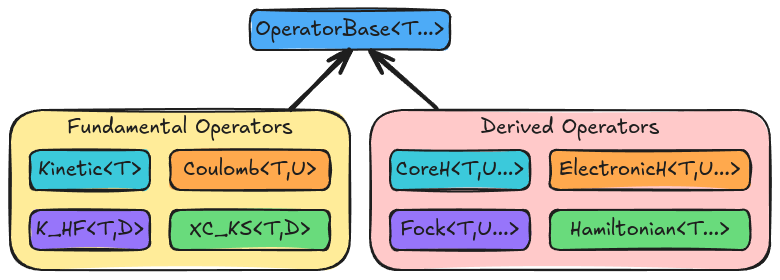 OperatorBase<T...>
Fundamental Operators
Kinetic<T>
Coulomb<T,U>
K_HF<T,D>
XC_KS<T,D>
Derived Operators
CoreH<T,U...>
ElectronicH<T,U...>
Fock<T,U...>
Hamiltonian<T...>